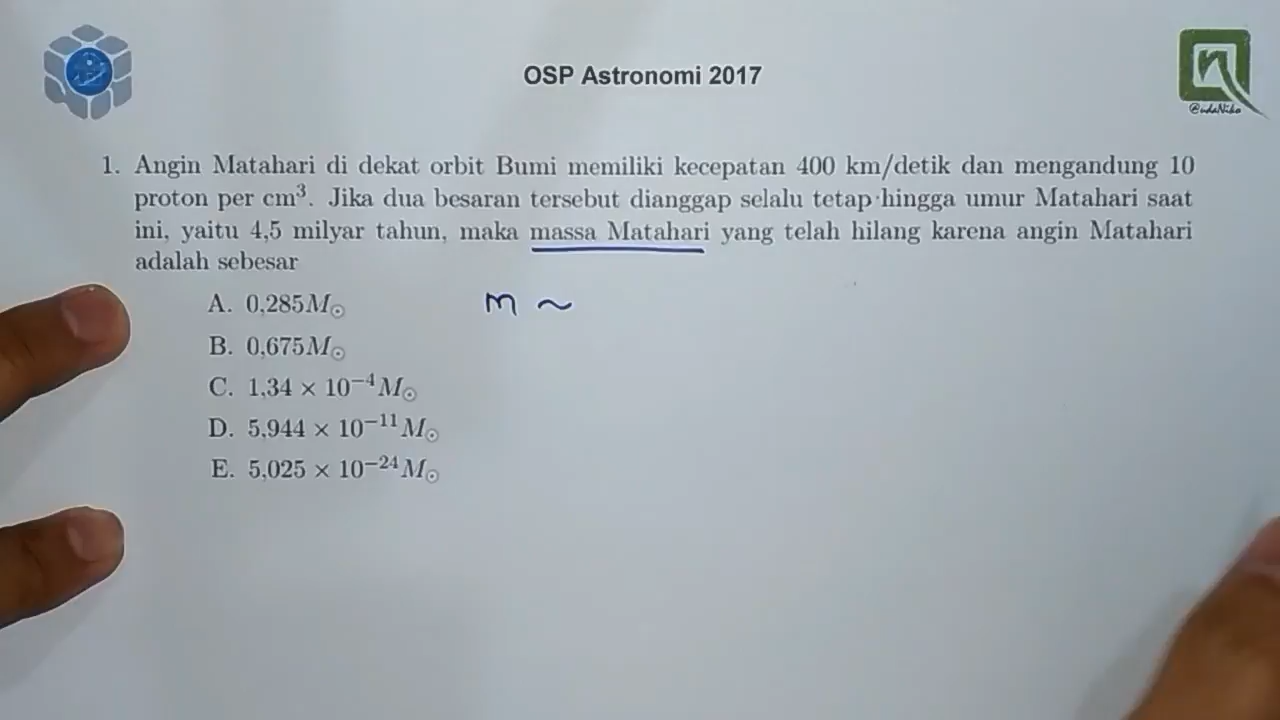 OSP Astronomi 2017
@udaNiko
1. Angin Matahari di dekat orbit Bumi memiliki kecepatan 400 km/detik dan mengandung 10
proton per cm³. Jika dua besaran tersebut dianggap selalu tetap hingga umur Matahari saat
ini, yaitu 4,5 milyar tahun, maka massa Matahari yang telah hilang karena angin Matahari
adalah sebesar
A. 0,285M☉
m ~
B. 0,675M☉
C. 1,34 × 10⁻⁴M☉
D. 5,944 × 10⁻¹¹M☉
E. 5,025 × 10⁻²⁴M☉